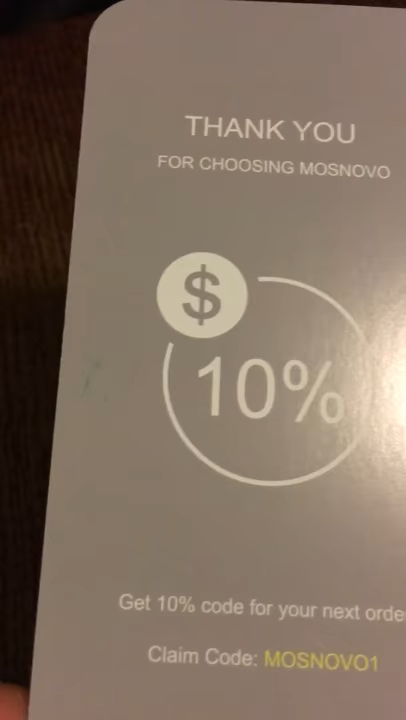 THANK YOU
FOR CHOOSING MOSNOVO
$
10%
Get 10% code for your next orde
Claim Code: MOSNOVO1